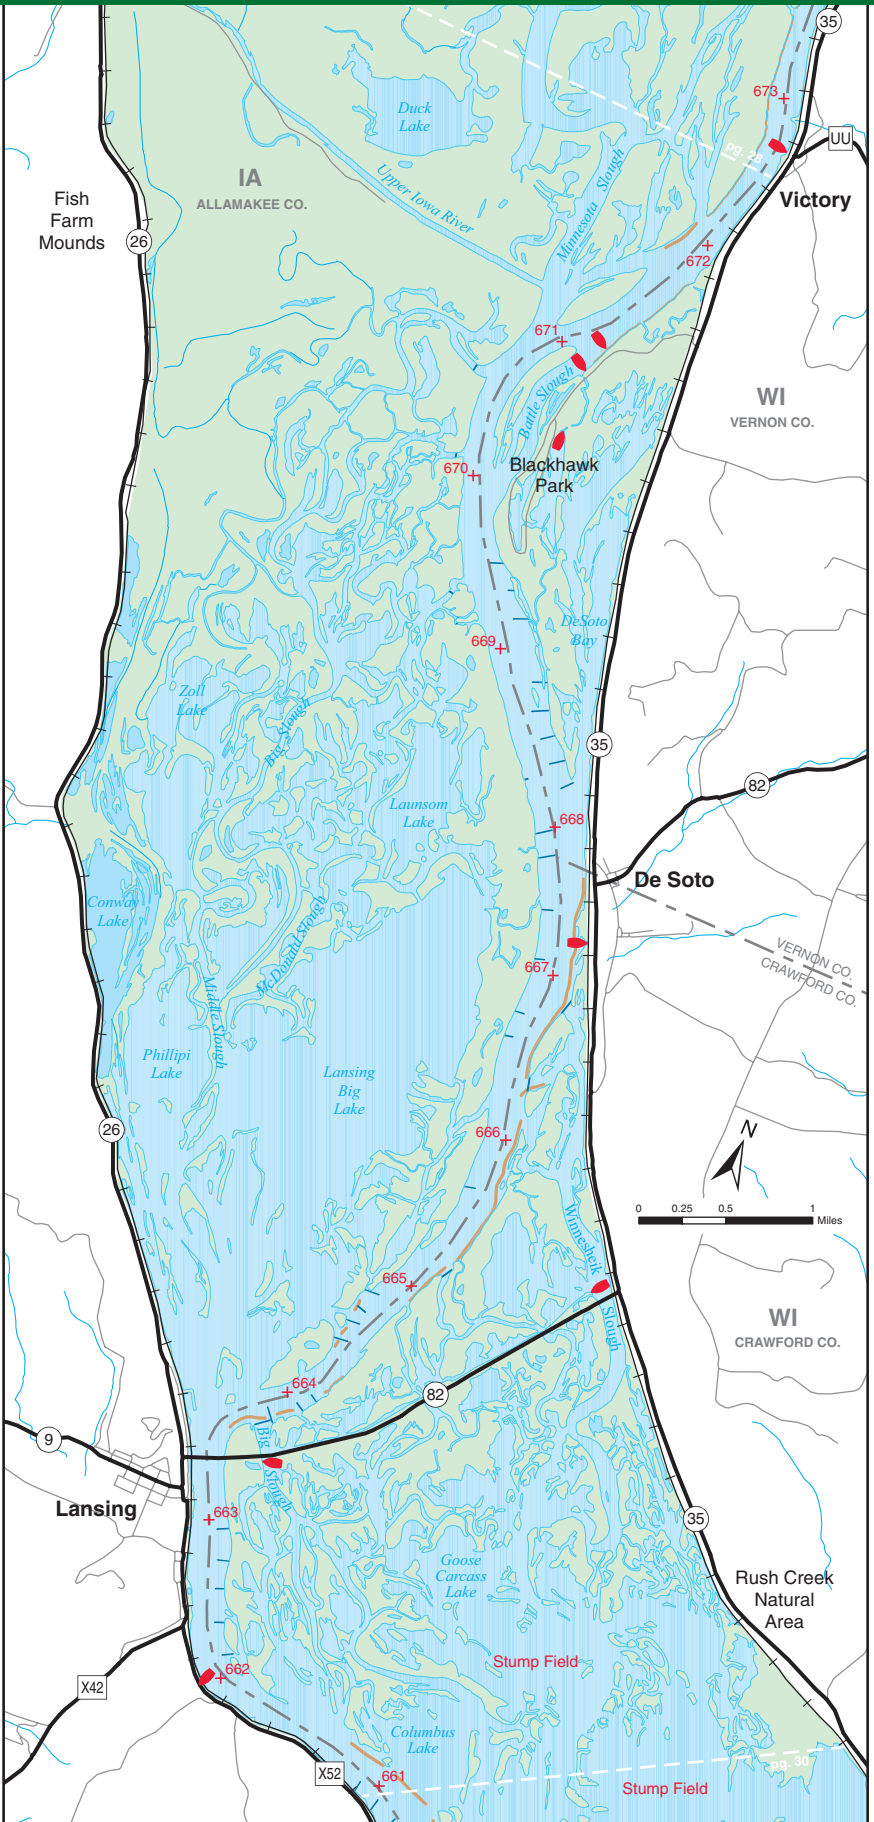 35
673
UU
Duck
Lake
pg. 28
IA
ALLAMAKEE CO.
Upper Iowa River
Minnesota Slough
Victory
Fish
Farm
Mounds
26
672
671
Battle Slough
WI
VERNON CO.
670
Blackhawk
Park
DeSoto
Bay
669
Zoll
Lake
Big Slough
35
82
Launsom
Lake
668
De Soto
Conway
Lake
McDonald Slough
VERNON CO.
CRAWFORD CO.
667
Middle Slough
Phillipi
Lake
Lansing
Big
Lake
26
666
N
0 0.25 0.5 1
Miles
Winnesheik
Slough
665
WI
CRAWFORD CO.
664
82
9
Big
Slough
Lansing
663
35
Goose
Carcass
Lake
Rush Creek
Natural
Area
Stump Field
662
X42
Columbus
Lake
X52
661
pg. 30
Stump Field